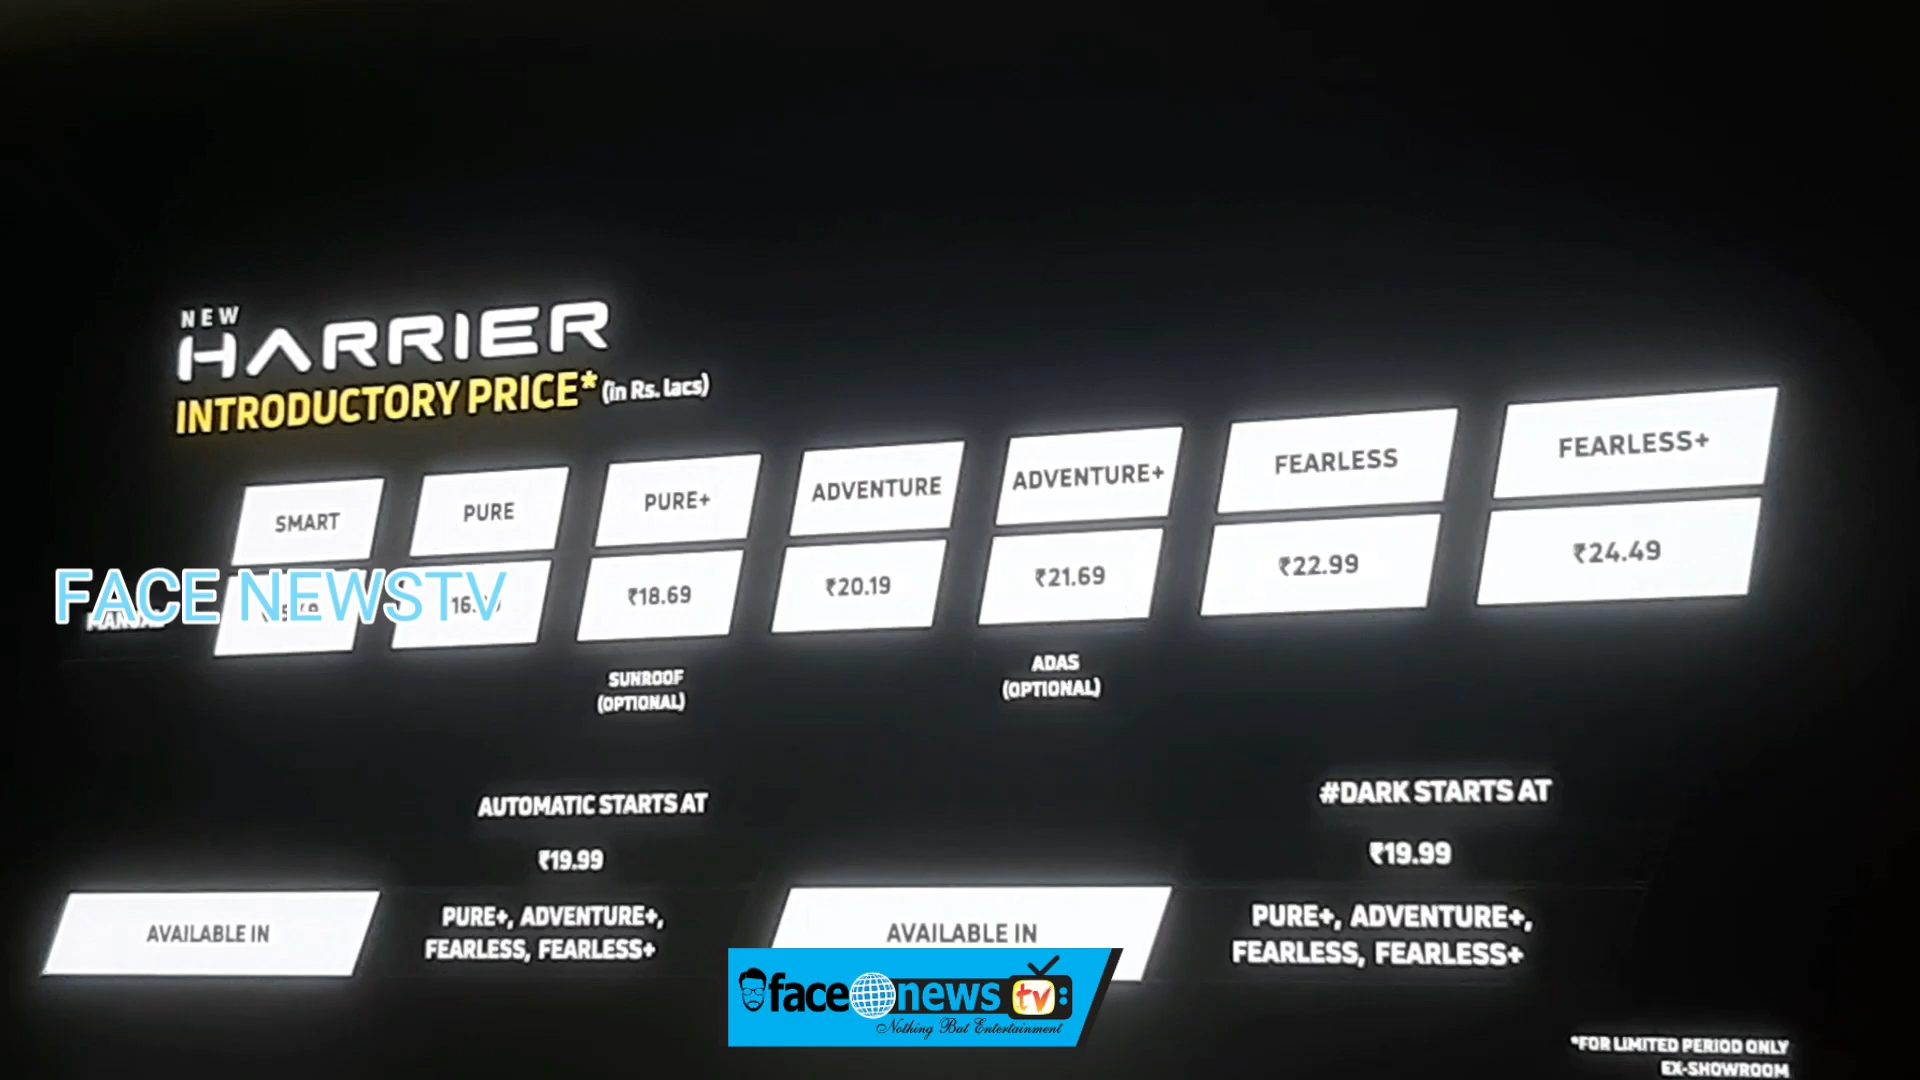 NEW
HARRIER
INTRODUCTORY PRICE* (in Rs. lacs)
SMART PURE PURE+ ADVENTURE ADVENTURE+ FEARLESS FEARLESS+
MANUAL ₹18.69 ₹20.19 ₹21.69 ₹22.99 ₹24.49
FACE NEWSTV
SUNROOF
(OPTIONAL)
ADAS
(OPTIONAL)
AUTOMATIC STARTS AT
₹19.99
AVAILABLE IN
PURE+, ADVENTURE+,
FEARLESS, FEARLESS+
#DARK STARTS AT
₹19.99
AVAILABLE IN
PURE+, ADVENTURE+,
FEARLESS, FEARLESS+
face news tv
Nothing But Entertainment
*FOR LIMITED PERIOD ONLY
EX-SHOWROOM